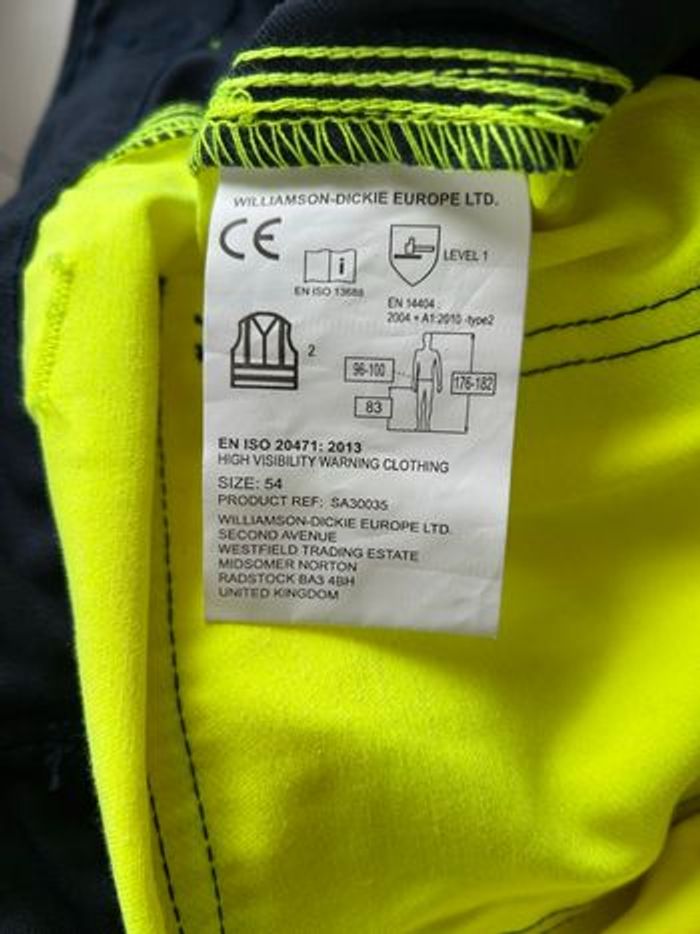 WILLIAMSON-DICKIE EUROPE LTD.
CE
i
LEVEL 1
EN ISO 13688
EN 14404 :
2004 + A1:2010 -type2
2
96-100
176-182
83
EN ISO 20471: 2013
HIGH VISIBILITY WARNING CLOTHING
SIZE: 54
PRODUCT REF: SA30035
WILLIAMSON-DICKIE EUROPE LTD.
SECOND AVENUE
WESTFIELD TRADING ESTATE
MIDSOMER NORTON
RADSTOCK BA3 4BH
UNITED KINGDOM